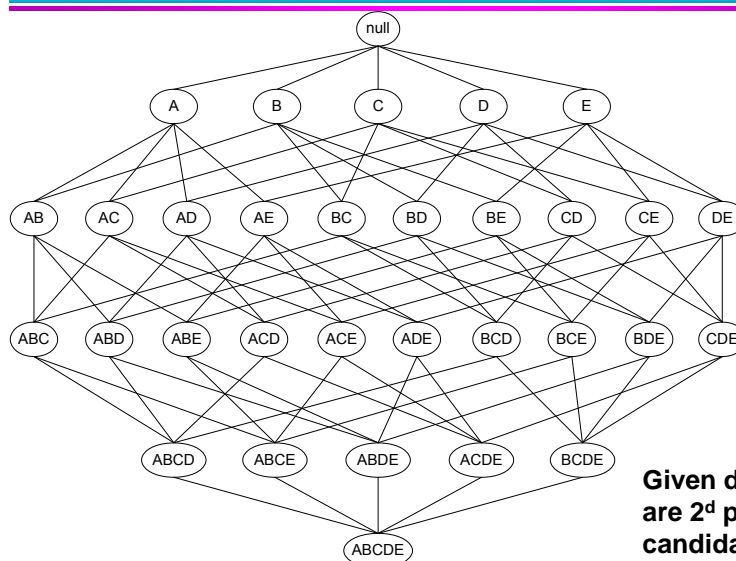 null
A B C D E
AB AC AD AE BC BD BE CD CE DE
ABC ABD ABE ACD ACE ADE BCD BCE BDE CDE
ABCD ABCE ABDE ACDE BCDE
Given d
are 2ᵈ p
candida
ABCDE